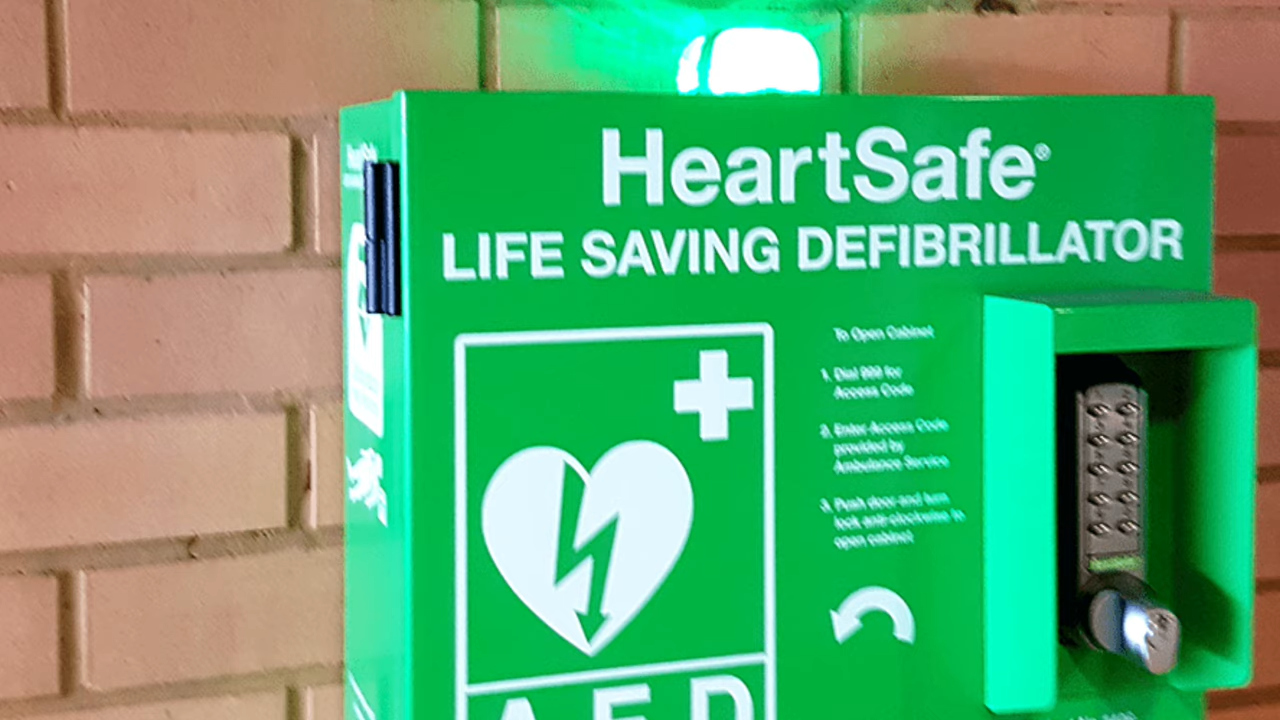 HeartSafe®
LIFE SAVING DEFIBRILLATOR
To Open Cabinet
1. Dial 999 for
Access Code
2. Enter Access Code
provided by
Ambulance Service
3. Push door and turn
lock anti-clockwise to
open cabinet
AED